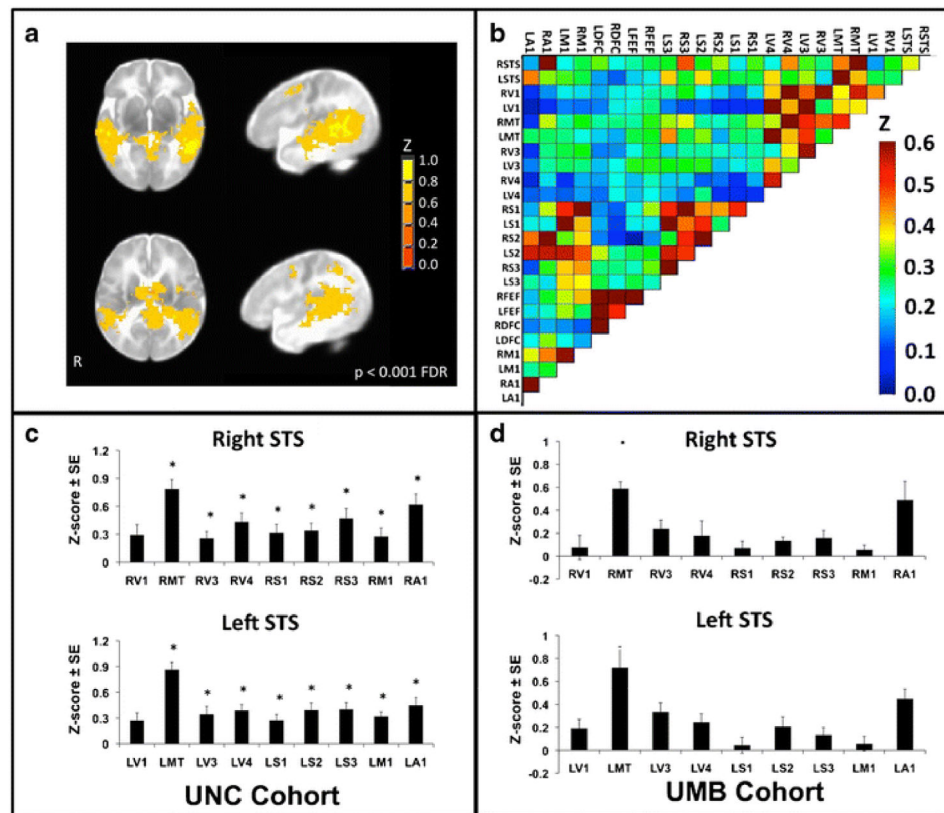 a
Z
1.0
0.8
0.6
0.4
0.2
0.0
R
p < 0.001 FDR
b
LA1 RA1 LM1 RM1 LDFC RDFC LFEF RFEF LS3 RS3 LS2 RS2 LS1 RS1 LV4 RV4 LV3 RV3 LMT RMT LV1 RV1 LSTS RSTS
RSTS
LSTS
RV1
LV1
RMT
LMT
RV3
LV3
RV4
LV4
RS1
LS1
RS2
LS2
RS3
LS3
RFEF
LFEF
RDFC
LDFC
RM1
LM1
RA1
LA1
Z
0.6
0.5
0.4
0.3
0.2
0.1
0.0
c
Right STS
Z-score ± SE
1.2
0.9
0.6
0.3
0
* * * * * * * *
RV1 RMT RV3 RV4 RS1 RS2 RS3 RM1 RA1
Left STS
Z-score ± SE
1.2
0.9
0.6
0.3
0
* * * * * * * *
LV1 LMT LV3 LV4 LS1 LS2 LS3 LM1 LA1
UNC Cohort
d
Right STS
Z-score ± SE
1
0.8
0.6
0.4
0.2
0
-0.2
RV1 RMT RV3 RV4 RS1 RS2 RS3 RM1 RA1
Left STS
Z-score ± SE
1
0.8
0.6
0.4
0.2
0
-0.2
LV1 LMT LV3 LV4 LS1 LS2 LS3 LM1 LA1
UMB Cohort